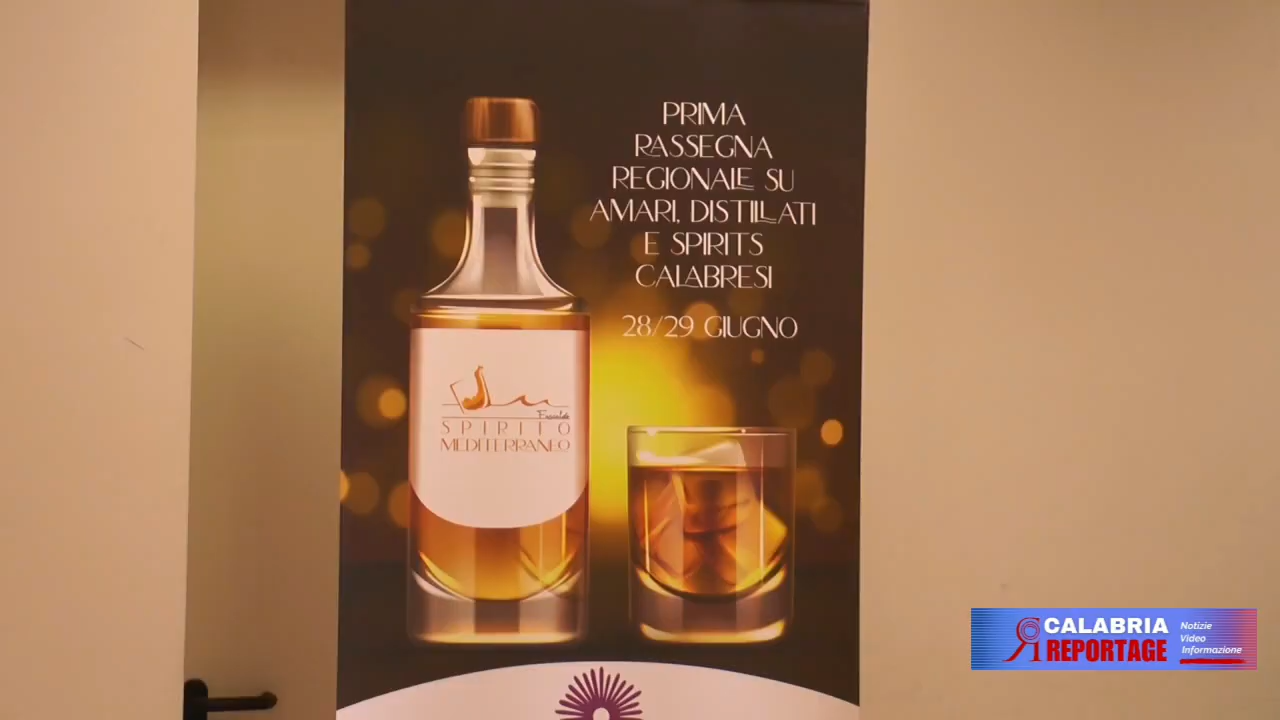 PRIMA
RASSEGNA
REGIONALE SU
AMARI, DISTILLATI
E SPIRITS
CALABRESI
28/29 GIUGNO
SPIRITO
MEDITERRANEO
CALABRIA
REPORTAGE
Notizie
Video
Informazione